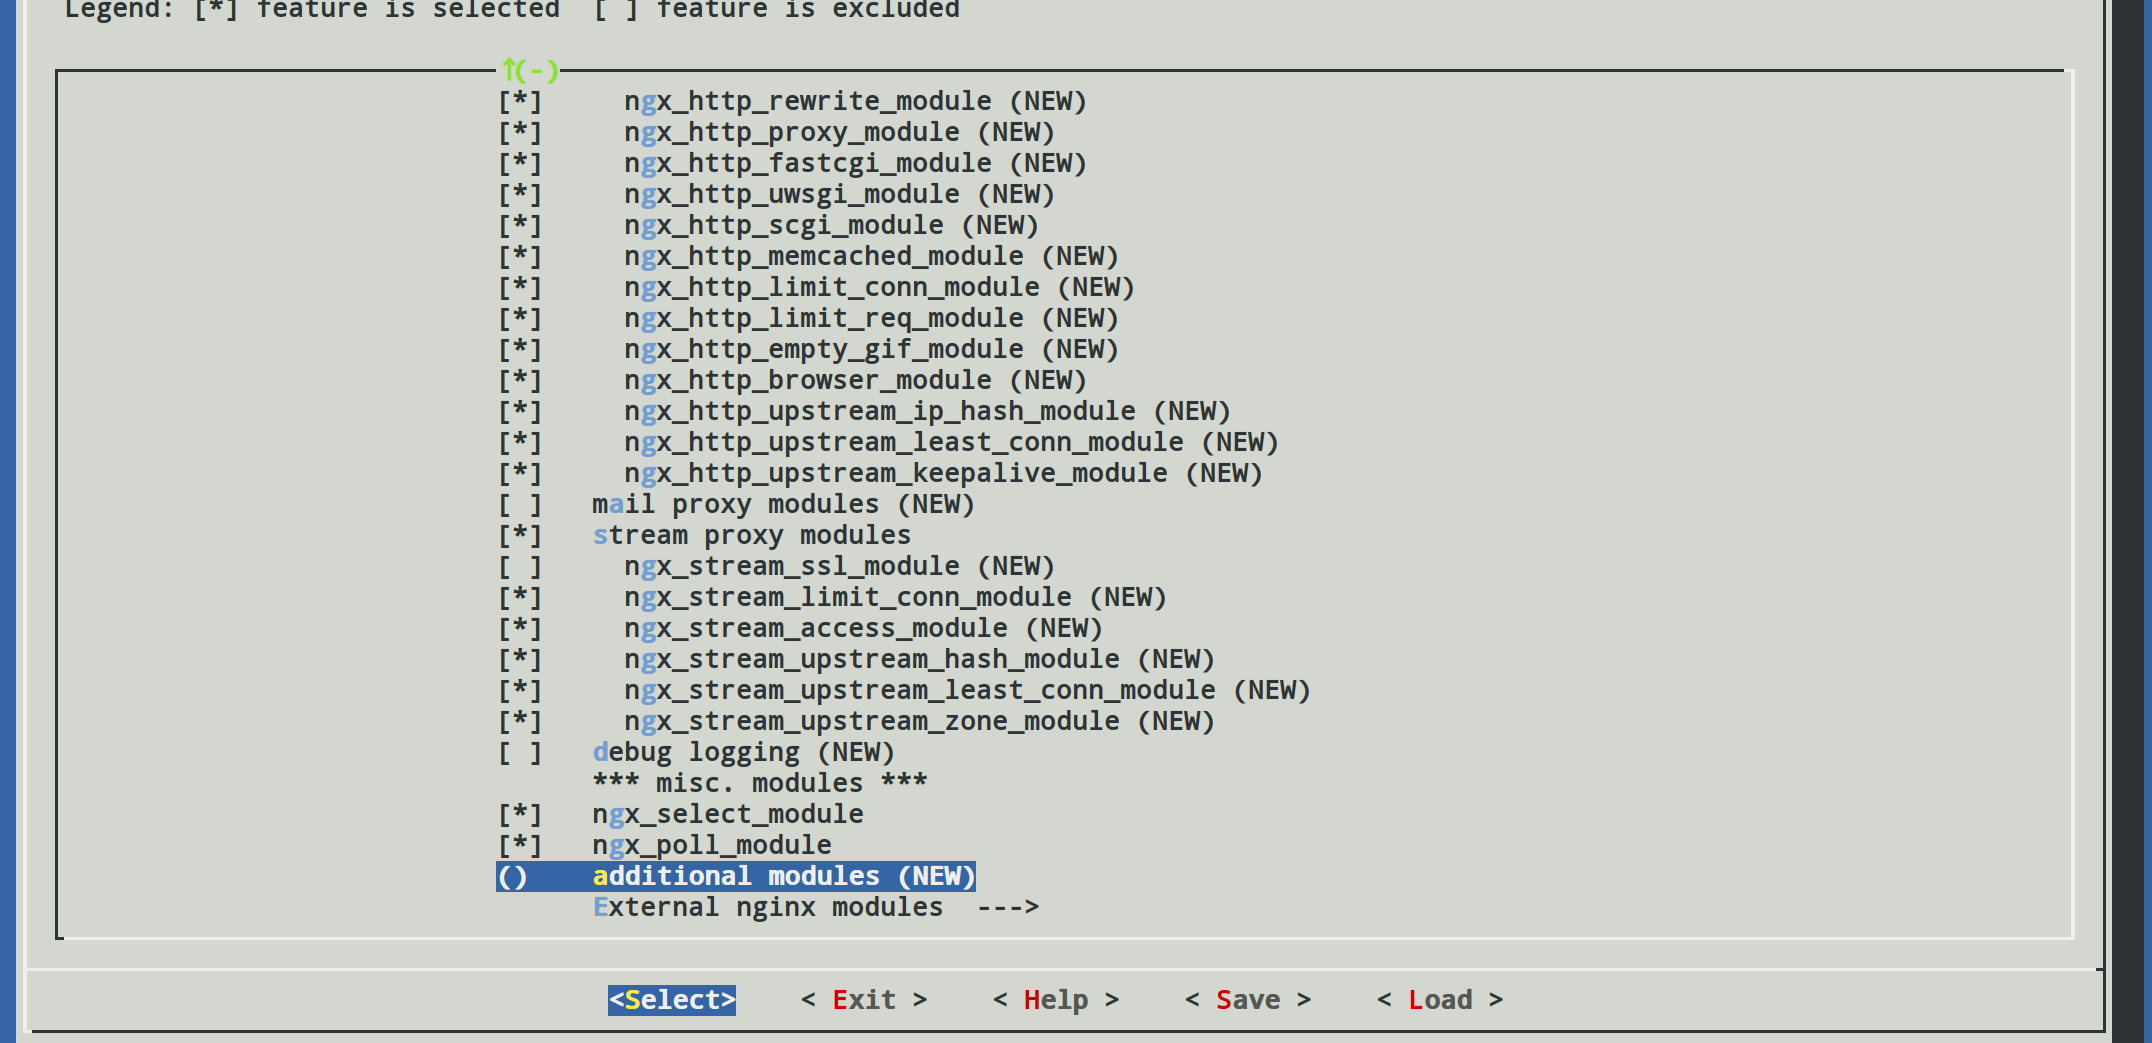 Legend: [*] feature is selected  [ ] feature is excluded
↑(-)
[*]     ngx_http_rewrite_module (NEW)
[*]     ngx_http_proxy_module (NEW)
[*]     ngx_http_fastcgi_module (NEW)
[*]     ngx_http_uwsgi_module (NEW)
[*]     ngx_http_scgi_module (NEW)
[*]     ngx_http_memcached_module (NEW)
[*]     ngx_http_limit_conn_module (NEW)
[*]     ngx_http_limit_req_module (NEW)
[*]     ngx_http_empty_gif_module (NEW)
[*]     ngx_http_browser_module (NEW)
[*]     ngx_http_upstream_ip_hash_module (NEW)
[*]     ngx_http_upstream_least_conn_module (NEW)
[*]     ngx_http_upstream_keepalive_module (NEW)
[ ]   mail proxy modules (NEW)
[*]   stream proxy modules
[ ]     ngx_stream_ssl_module (NEW)
[*]     ngx_stream_limit_conn_module (NEW)
[*]     ngx_stream_access_module (NEW)
[*]     ngx_stream_upstream_hash_module (NEW)
[*]     ngx_stream_upstream_least_conn_module (NEW)
[*]     ngx_stream_upstream_zone_module (NEW)
[ ]   debug logging (NEW)
*** misc. modules ***
[*]   ngx_select_module
[*]   ngx_poll_module
()    additional modules (NEW)
External nginx modules  --->
<Select>    < Exit >    < Help >    < Save >    < Load >